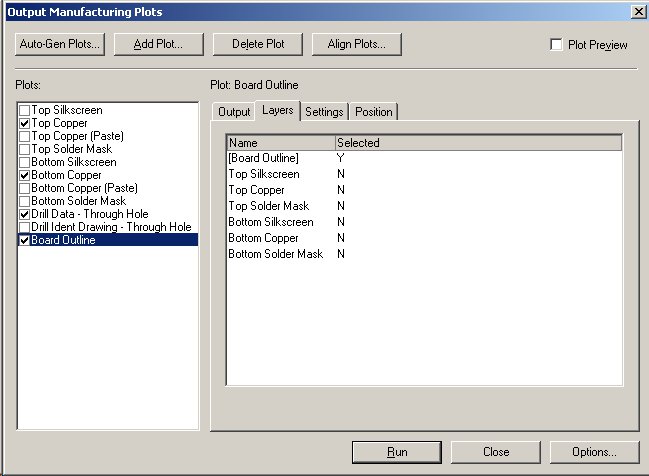 Output Manufacturing Plots
Auto-Gen Plots... Add Plot... Delete Plot Align Plots... Plot Preview
Plots:
Top Silkscreen
Top Copper
Top Copper (Paste)
Top Solder Mask
Bottom Silkscreen
Bottom Copper
Bottom Copper (Paste)
Bottom Solder Mask
Drill Data - Through Hole
Drill Ident Drawing - Through Hole
Board Outline
Plot: Board Outline
Output Layers Settings Position
Name Selected
[Board Outline] Y
Top Silkscreen N
Top Copper N
Top Solder Mask N
Bottom Silkscreen N
Bottom Copper N
Bottom Solder Mask N
Run Close Options...